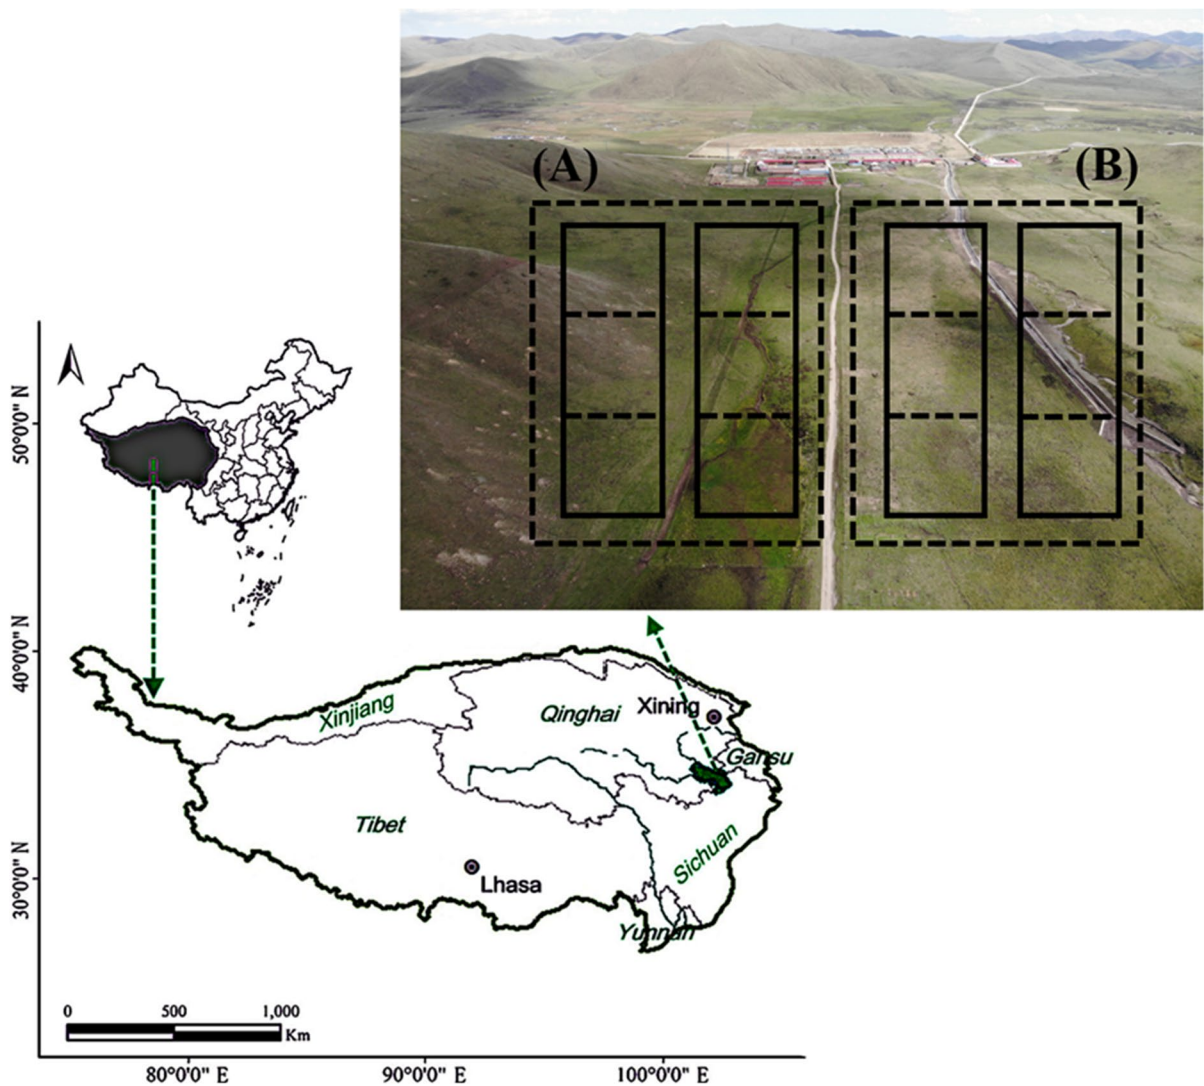 (A)
(B)
50°0'0" N
40°0'0" N
30°0'0" N
Xinjiang
Qinghai
Xining
Gansu
Tibet
Sichuan
Lhasa
Yunnan
0 500 1,000
Km
80°0'0" E 90°0'0" E 100°0'0" E